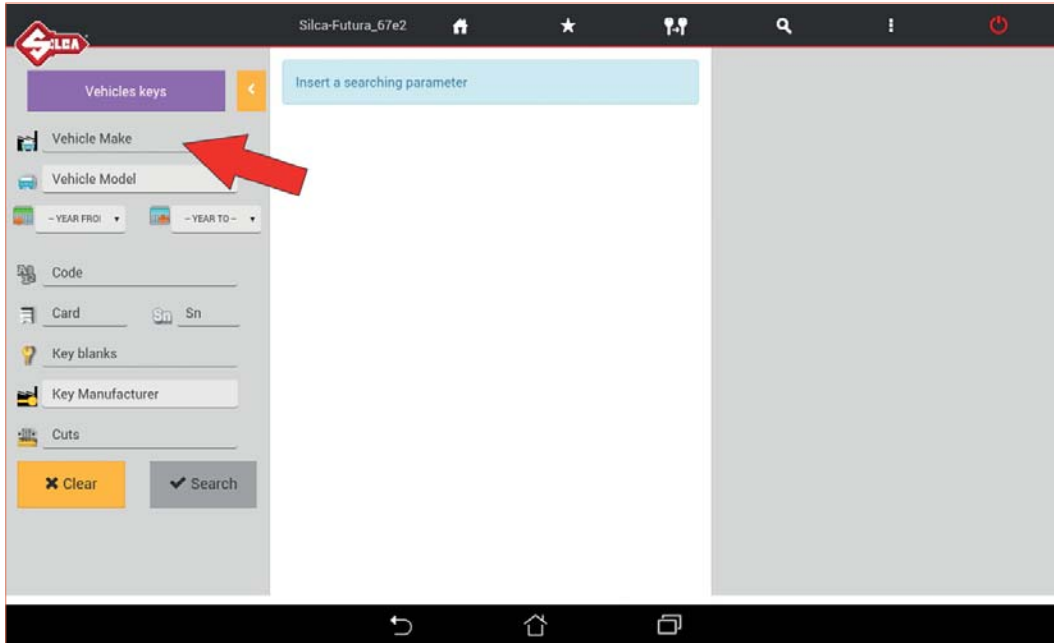 SILCA
Silca-Futura_67e2
Vehicles keys
Insert a searching parameter
Vehicle Make
Vehicle Model
– YEAR FROI
– YEAR TO –
Code
Card
Sn Sn
Key blanks
Key Manufacturer
Cuts
Clear
Search